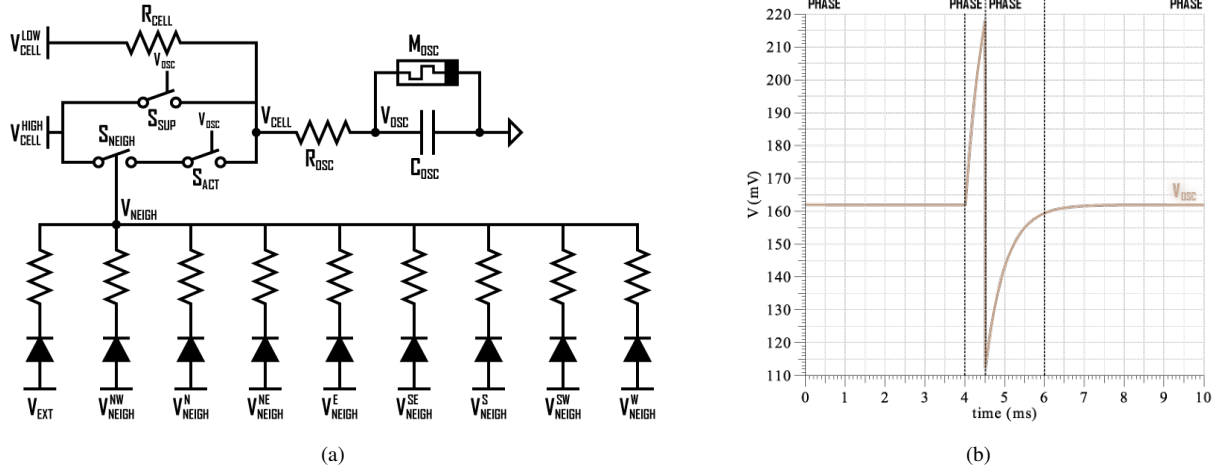 R_CELL
V_CELL^LOW
V_OSC
M_OSC
V_CELL^HIGH
S_SUP
V_CELL
V_OSC
S_NEIGH
V_OSC
R_OSC
C_OSC
S_ACT
V_NEIGH
V_EXT V_NEIGH^NW V_NEIGH^N V_NEIGH^NE V_NEIGH^E V_NEIGH^SE V_NEIGH^S V_NEIGH^SW V_NEIGH^W
(a)
PHASE PHASE PHASE PHASE
220
210
200
190
180
170
160
150
140
130
120
110
V (mV)
V_OSC
0 1 2 3 4 5 6 7 8 9 10
time (ms)
(b)